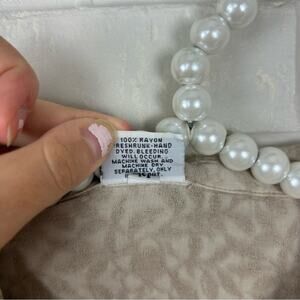 100% RAYON
PRESHRUNK-HAND
DYED. BLEEDING
WILL OCCUR.
MACHINE WASH AND
MACHINE DRY
SEPARATELY, ONLY